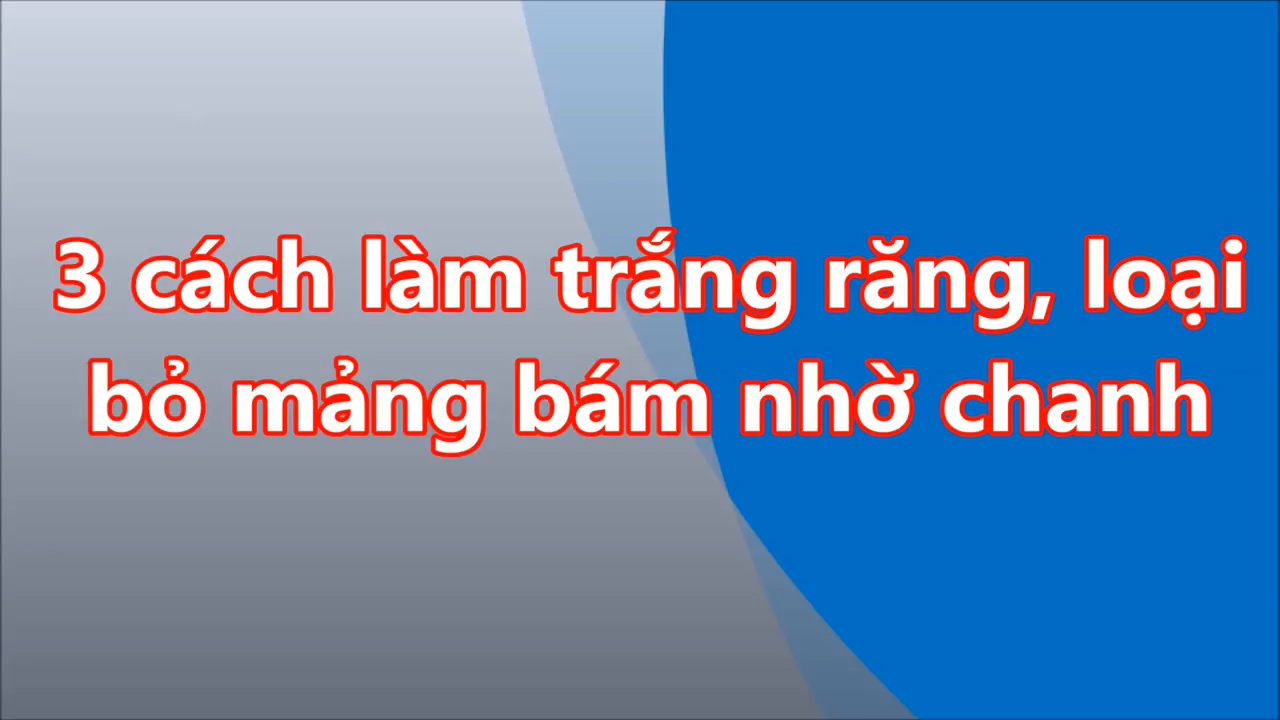 3 cách làm trắng răng, loại
bỏ mảng bám nhờ chanh